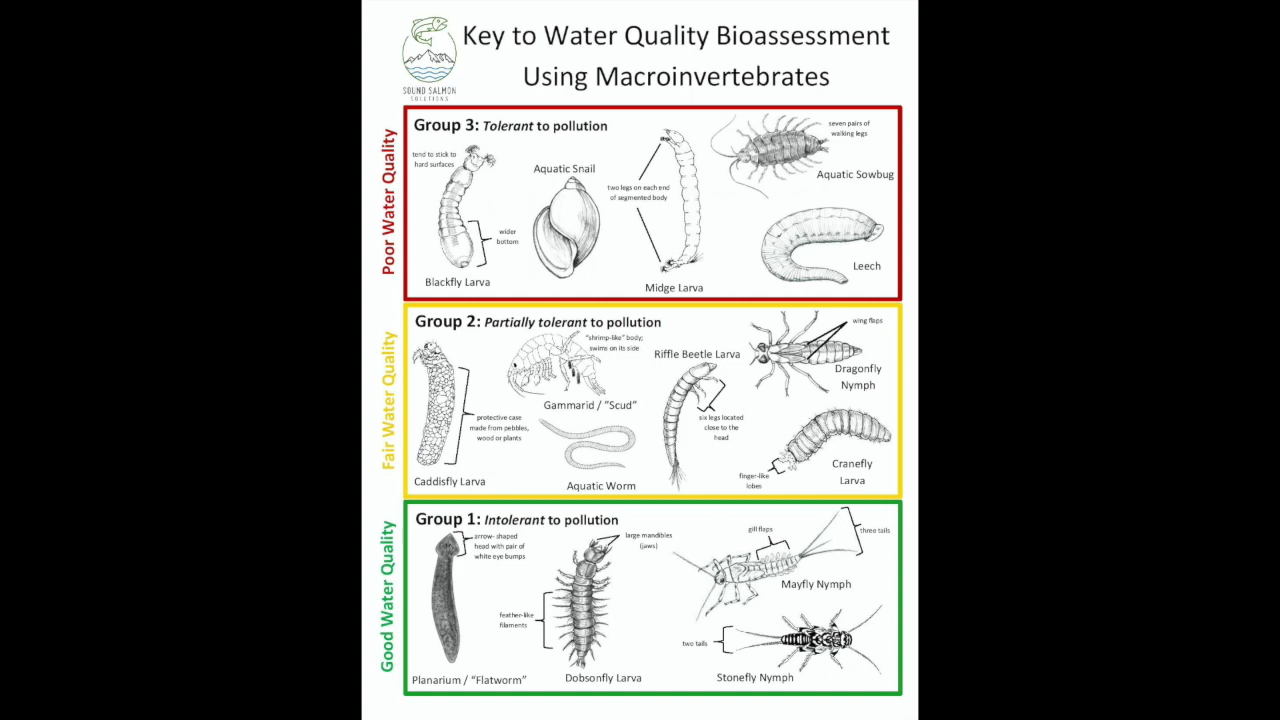 Key to Water Quality Bioassessment
Using Macroinvertebrates
SOUND SALMON
SOLUTIONS
Poor Water Quality
Group 3: Tolerant to pollution
tend to stick to
hard surfaces
wider
bottom
Blackfly Larva
Aquatic Snail
two legs on each end
of segmented body
Midge Larva
seven pairs of
walking legs
Aquatic Sowbug
Leech
Fair Water Quality
Group 2: Partially tolerant to pollution
protective case
made from pebbles,
wood or plants
Caddisfly Larva
"shrimp-like" body;
swims on its side
Gammarid / "Scud"
Aquatic Worm
Riffle Beetle Larva
six legs located
close to the
head
wing flaps
Dragonfly
Nymph
finger-like
lobes
Cranefly
Larva
Good Water Quality
Group 1: Intolerant to pollution
arrow- shaped
head with pair of
white eye bumps
Planarium / "Flatworm"
large mandibles
(jaws)
feather-like
filaments
Dobsonfly Larva
gill flaps
three tails
Mayfly Nymph
two tails
Stonefly Nymph